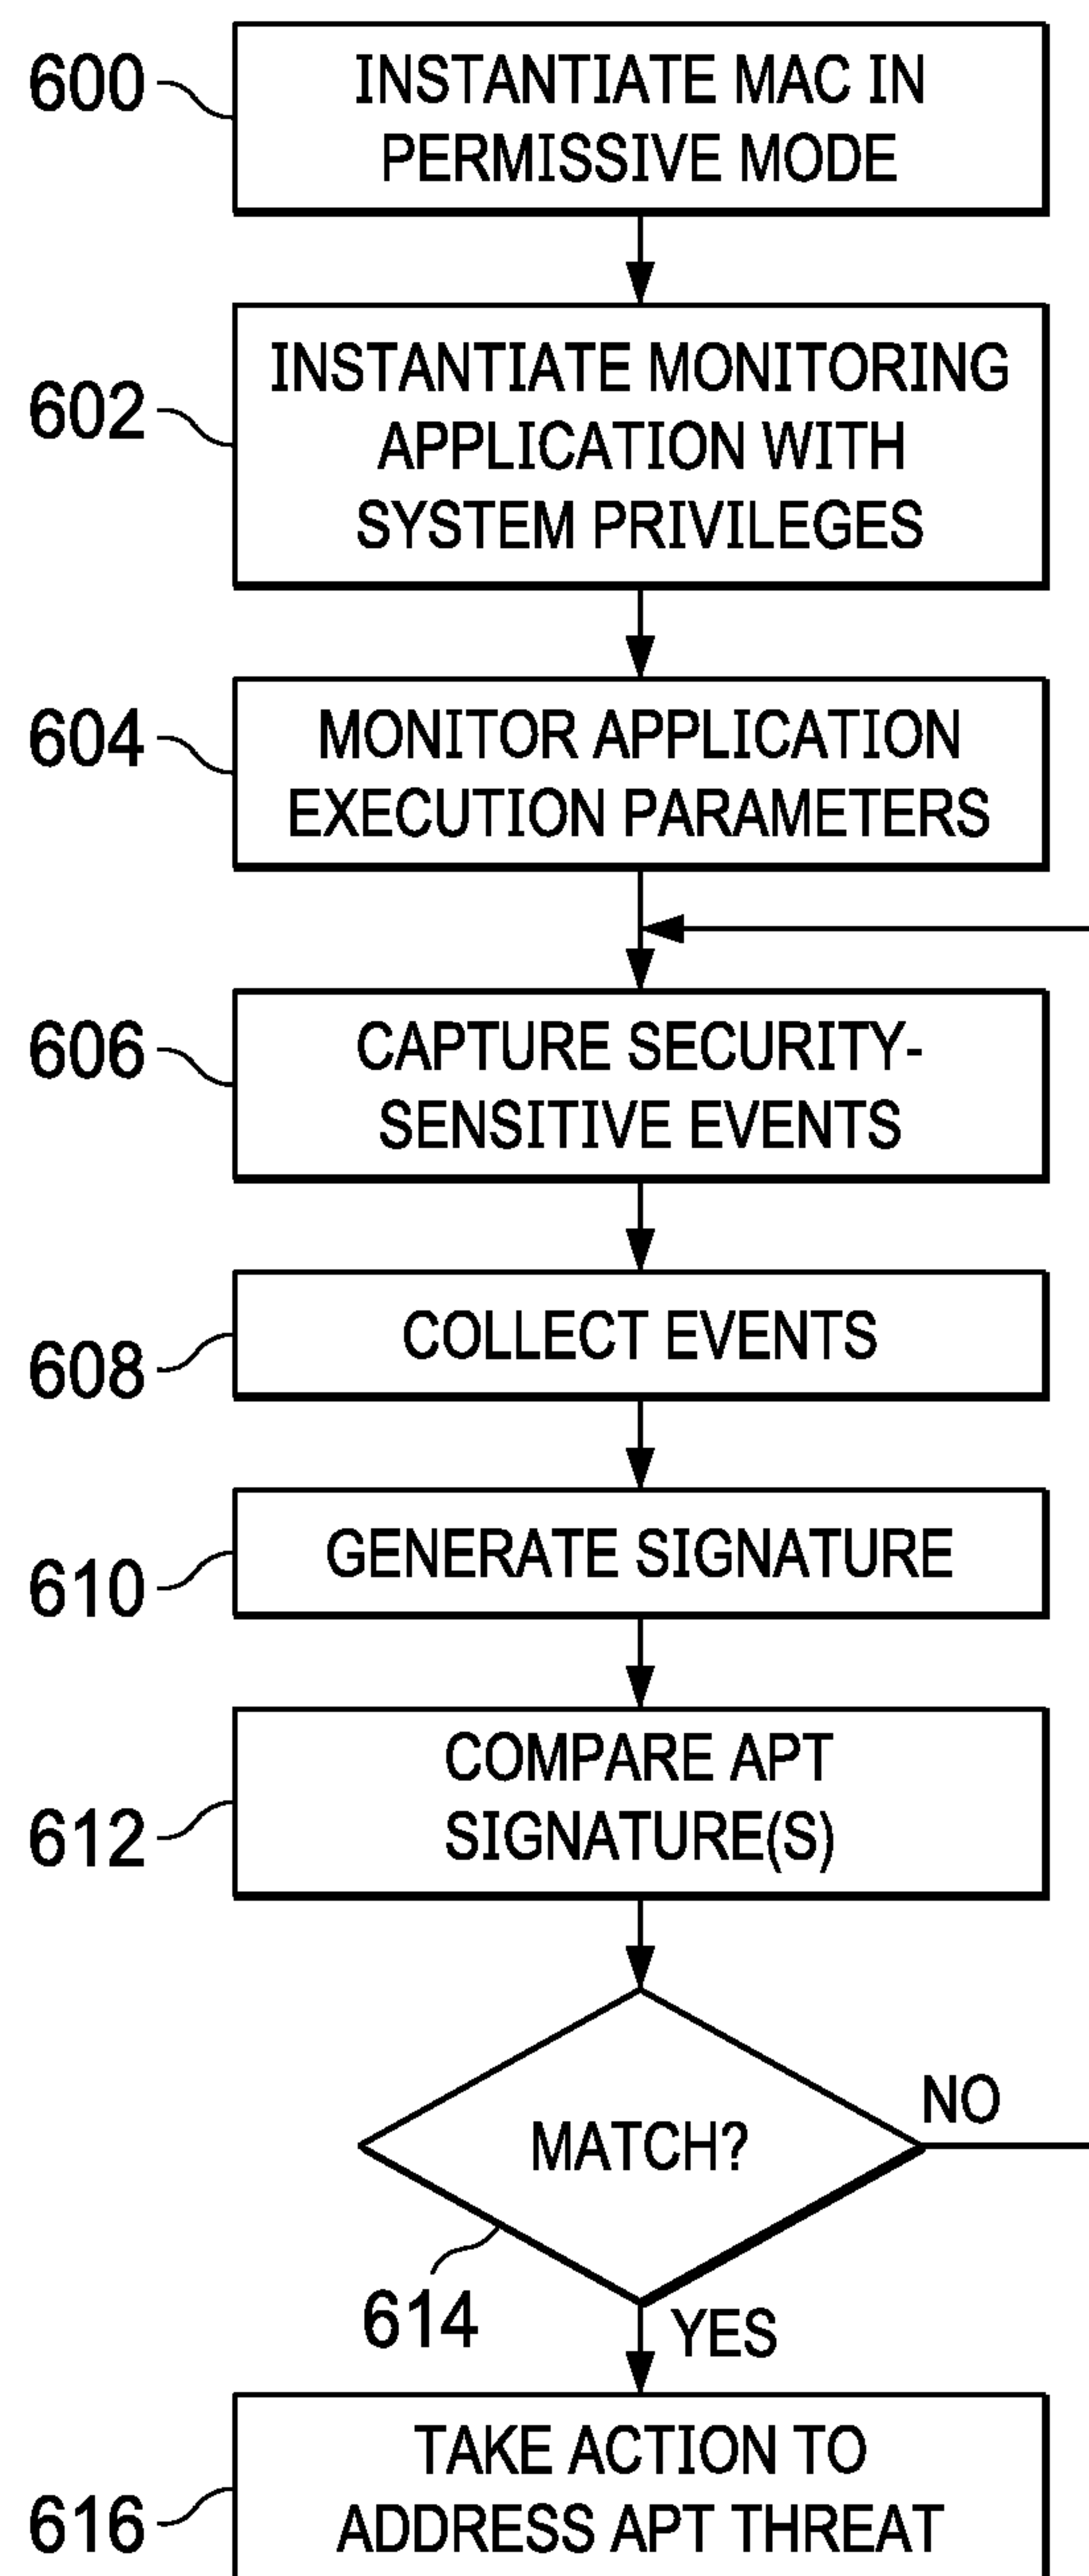 600
INSTANTIATE MAC IN
PERMISSIVE MODE
602
INSTANTIATE MONITORING
APPLICATION WITH
SYSTEM PRIVILEGES
604
MONITOR APPLICATION
EXECUTION PARAMETERS
606
CAPTURE SECURITY-
SENSITIVE EVENTS
608
COLLECT EVENTS
610
GENERATE SIGNATURE
612
COMPARE APT
SIGNATURE(S)
MATCH?
NO
614
YES
616
TAKE ACTION TO
ADDRESS APT THREAT